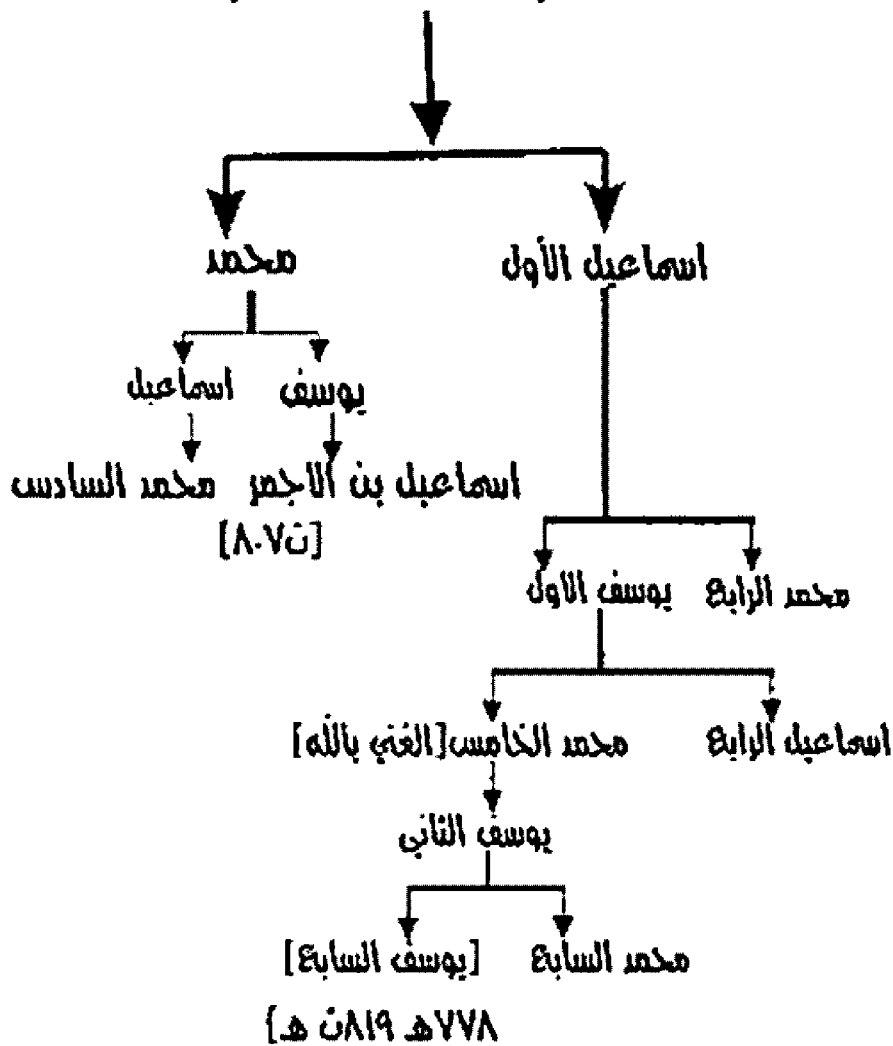 اسماعيل الأول
محمد
يوسف
اسماعيل
اسماعيل بن الاحمر
محمد السادس
[ت٨٠٧]
محمد الرابع
يوسف الاول
اسماعيل الرابع
محمد الخامس[الغني بالله]
يوسف الثاني
محمد السابع
[يوسف السابع]
٧٧٨هـ ٨١٩ت هـ}